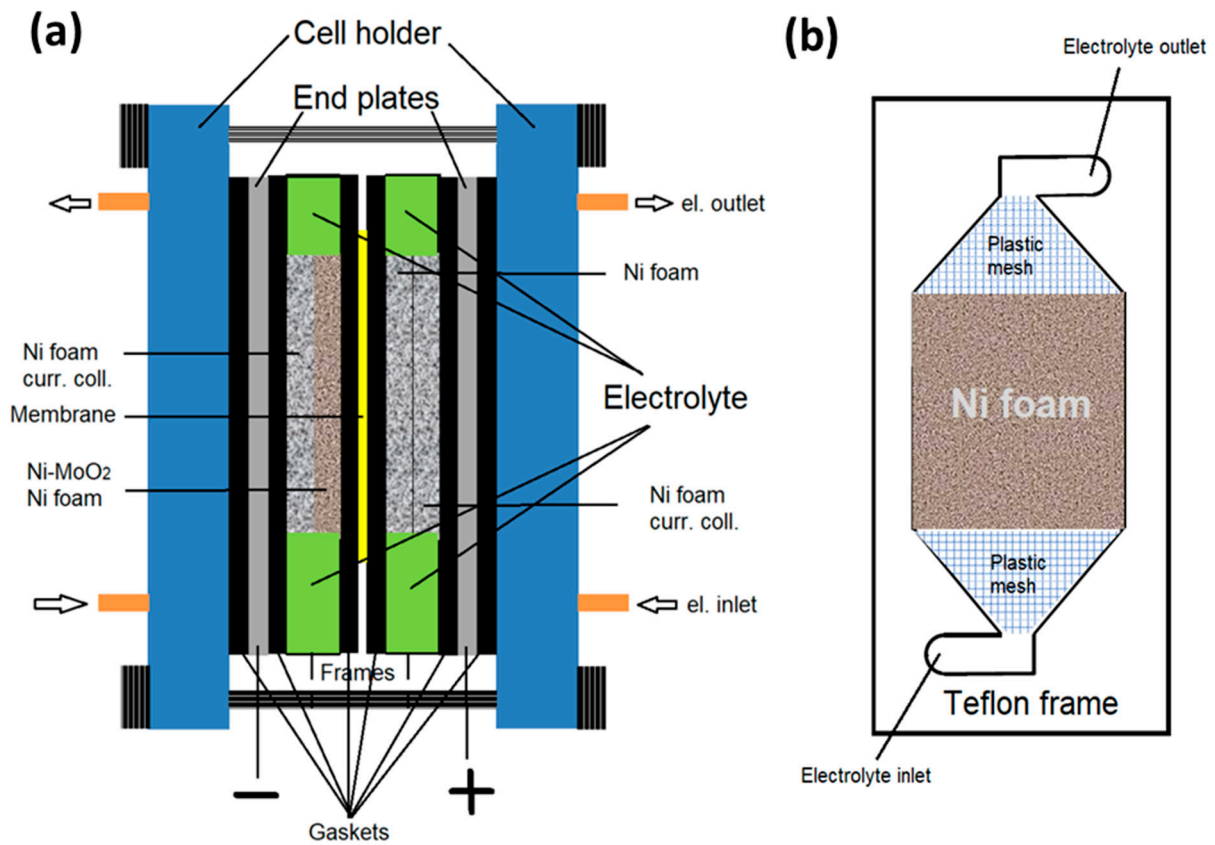 (a)
Cell holder
End plates
el. outlet
Ni foam
Ni foam
curr. coll.
Membrane
Electrolyte
Ni-MoO₂
Ni foam
Ni foam
curr. coll.
el. inlet
Frames
−
+
Gaskets
(b)
Electrolyte outlet
Plastic
mesh
Ni foam
Plastic
mesh
Teflon frame
Electrolyte inlet